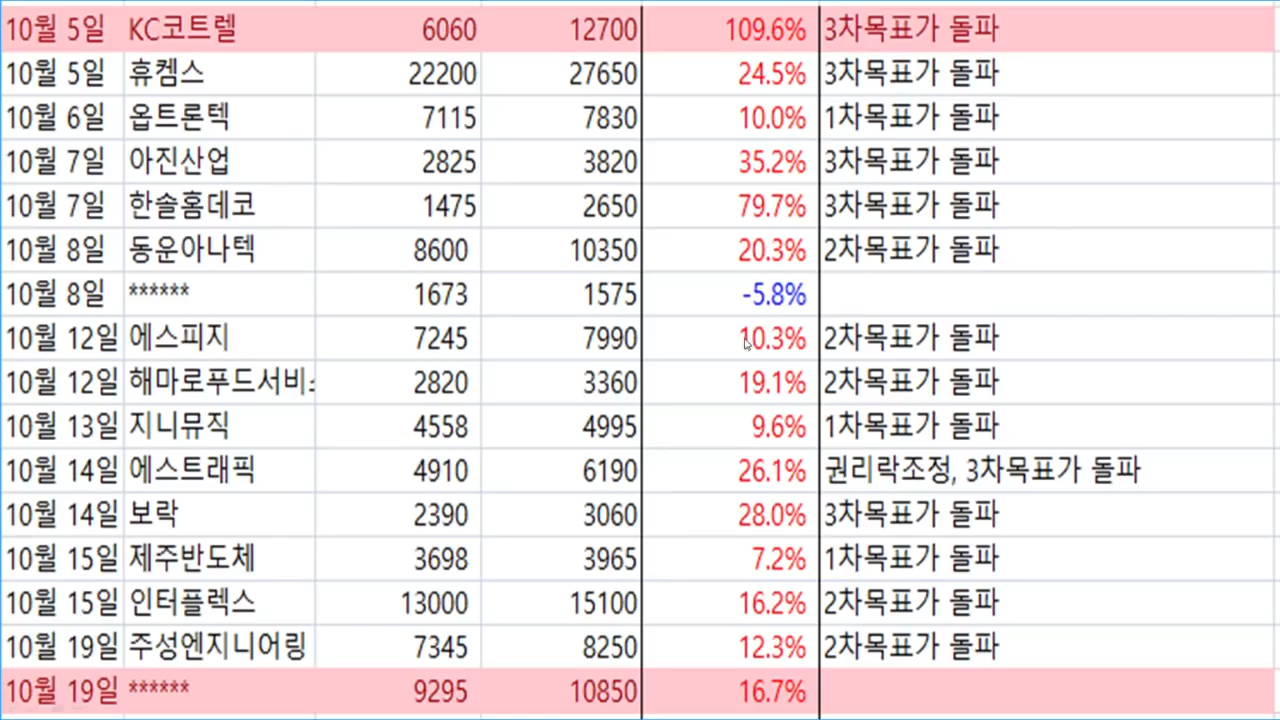 10월 5일 KC코트렐 6060 12700 109.6% 3차목표가 돌파
10월 5일 휴켐스 22200 27650 24.5% 3차목표가 돌파
10월 6일 옵트론텍 7115 7830 10.0% 1차목표가 돌파
10월 7일 아진산업 2825 3820 35.2% 3차목표가 돌파
10월 7일 한솔홈데코 1475 2650 79.7% 3차목표가 돌파
10월 8일 동운아나텍 8600 10350 20.3% 2차목표가 돌파
10월 8일 ****** 1673 1575 -5.8%
10월 12일 에스피지 7245 7990 10.3% 2차목표가 돌파
10월 12일 해마로푸드서비 2820 3360 19.1% 2차목표가 돌파
10월 13일 지니뮤직 4558 4995 9.6% 1차목표가 돌파
10월 14일 에스트래픽 4910 6190 26.1% 권리락조정, 3차목표가 돌파
10월 14일 보락 2390 3060 28.0% 3차목표가 돌파
10월 15일 제주반도체 3698 3965 7.2% 1차목표가 돌파
10월 15일 인터플렉스 13000 15100 16.2% 2차목표가 돌파
10월 19일 주성엔지니어링 7345 8250 12.3% 2차목표가 돌파
10월 19일 ****** 9295 10850 16.7%